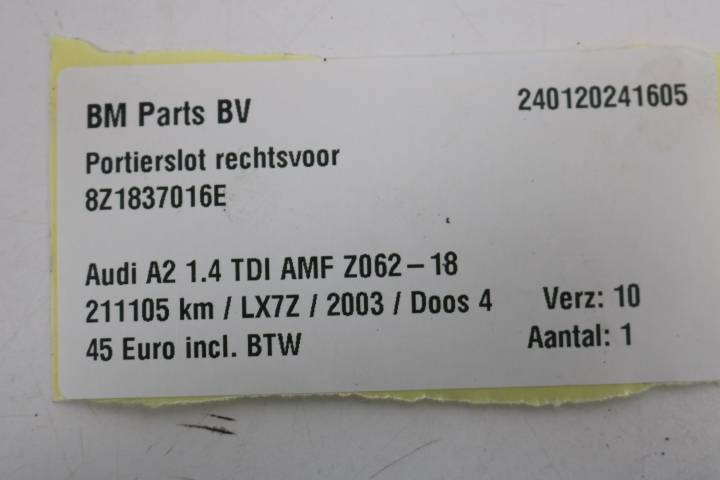 BM Parts BV 240120241605
Portierslot rechtsvoor
8Z1837016E
Audi A2 1.4 TDI AMF Z062-18
211105 km / LX7Z / 2003 / Doos 4 Verz: 10
45 Euro incl. BTW Aantal: 1